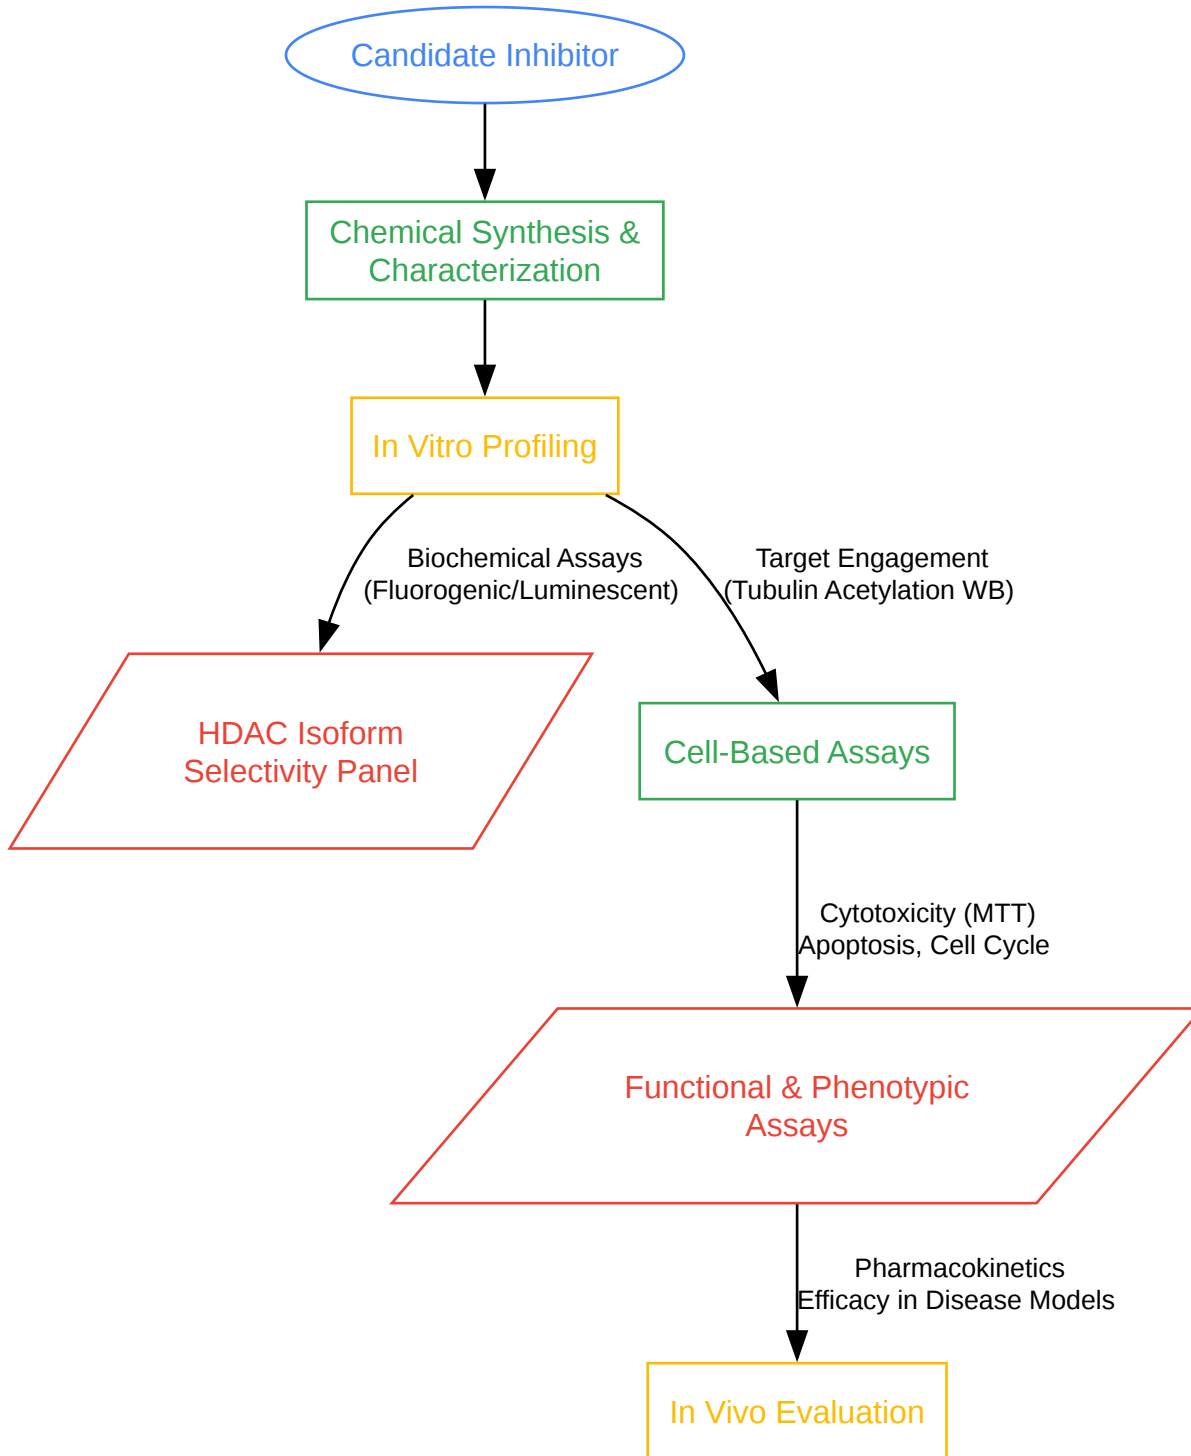 Candidate Inhibitor
Chemical Synthesis &
Characterization
In Vitro Profiling
Biochemical Assays
(Fluorogenic/Luminescent)
Target Engagement
(Tubulin Acetylation WB)
HDAC Isoform
Selectivity Panel
Cell-Based Assays
Cytotoxicity (MTT)
Apoptosis, Cell Cycle
Functional & Phenotypic
Assays
Pharmacokinetics
Efficacy in Disease Models
In Vivo Evaluation